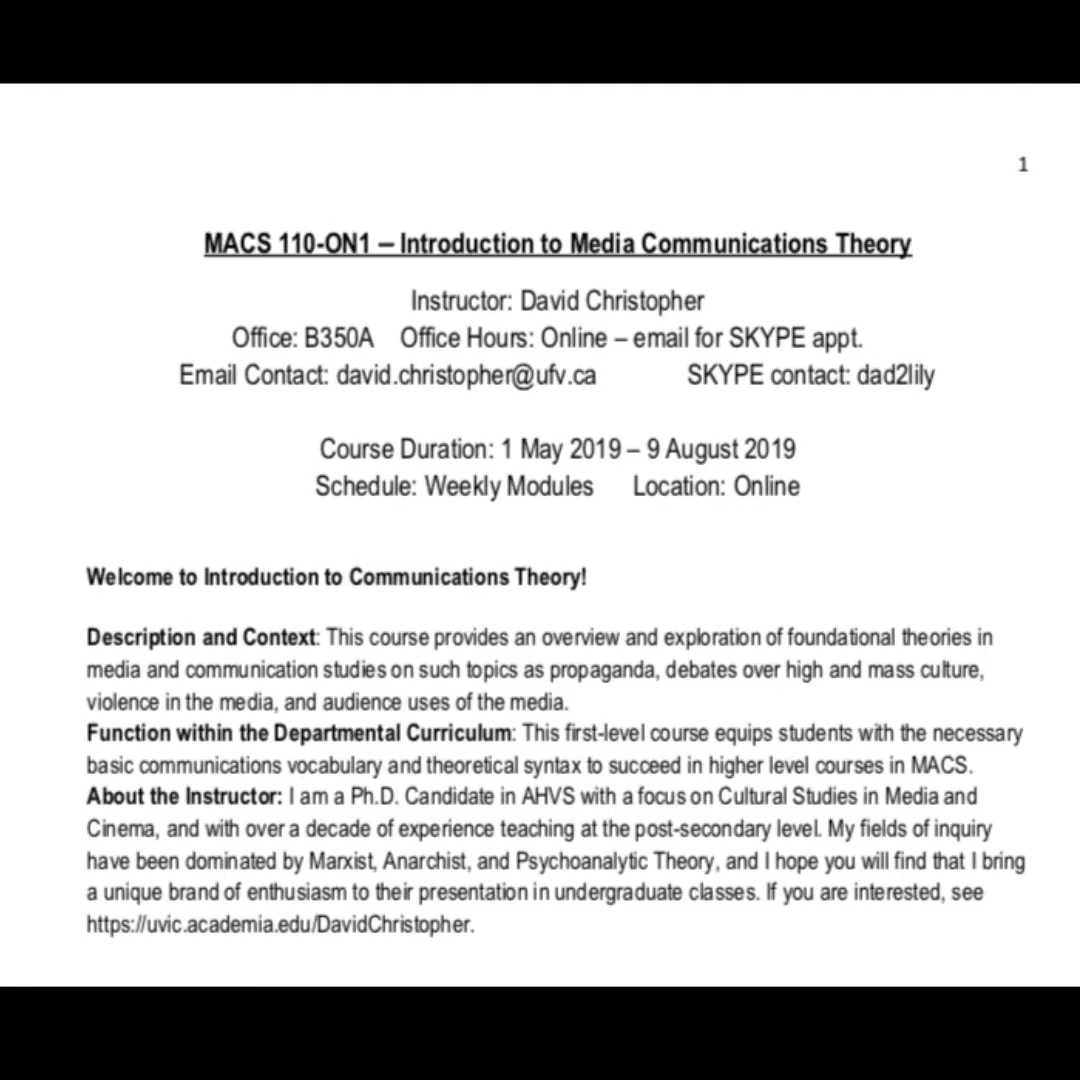 1
MACS 110-ON1 – Introduction to Media Communications Theory
Instructor: David Christopher
Office: B350A Office Hours: Online – email for SKYPE appt.
Email Contact: david.christopher@ufv.ca SKYPE contact: dad2lily
Course Duration: 1 May 2019 – 9 August 2019
Schedule: Weekly Modules Location: Online
Welcome to Introduction to Communications Theory!
Description and Context: This course provides an overview and exploration of foundational theories in
media and communication studies on such topics as propaganda, debates over high and mass culture,
violence in the media, and audience uses of the media.
Function within the Departmental Curriculum: This first-level course equips students with the necessary
basic communications vocabulary and theoretical syntax to succeed in higher level courses in MACS.
About the Instructor: I am a Ph.D. Candidate in AHVS with a focus on Cultural Studies in Media and
Cinema, and with over a decade of experience teaching at the post-secondary level. My fields of inquiry
have been dominated by Marxist, Anarchist, and Psychoanalytic Theory, and I hope you will find that I bring
a unique brand of enthusiasm to their presentation in undergraduate classes. If you are interested, see
https://uvic.academia.edu/DavidChristopher.